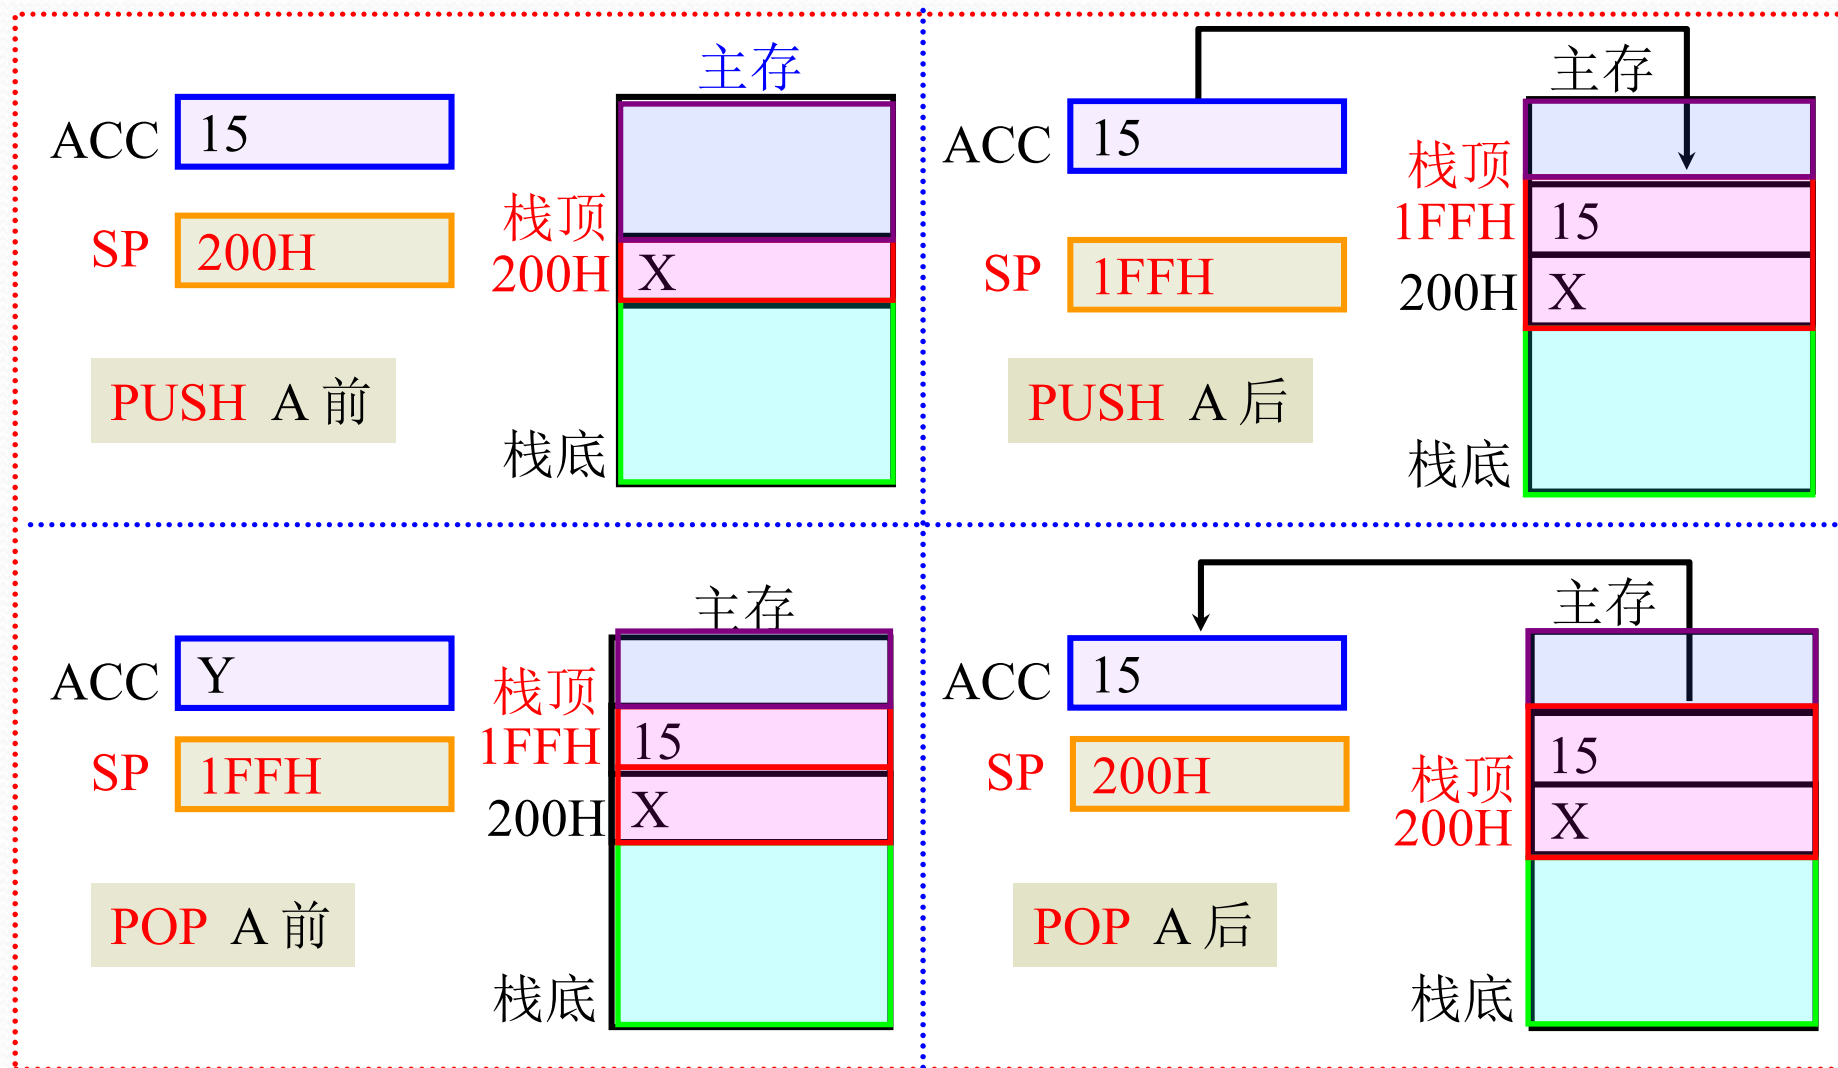 主存
ACC 15
栈顶
SP 200H
200H X
PUSH A 前
栈底
主存
ACC 15
栈顶
1FFH 15
SP 1FFH
200H X
PUSH A 后
栈底
主存
ACC Y
栈顶
1FFH 15
SP 1FFH
200H X
POP A 前
栈底
主存
ACC 15
15
SP 200H
栈顶
200H X
POP A 后
栈底